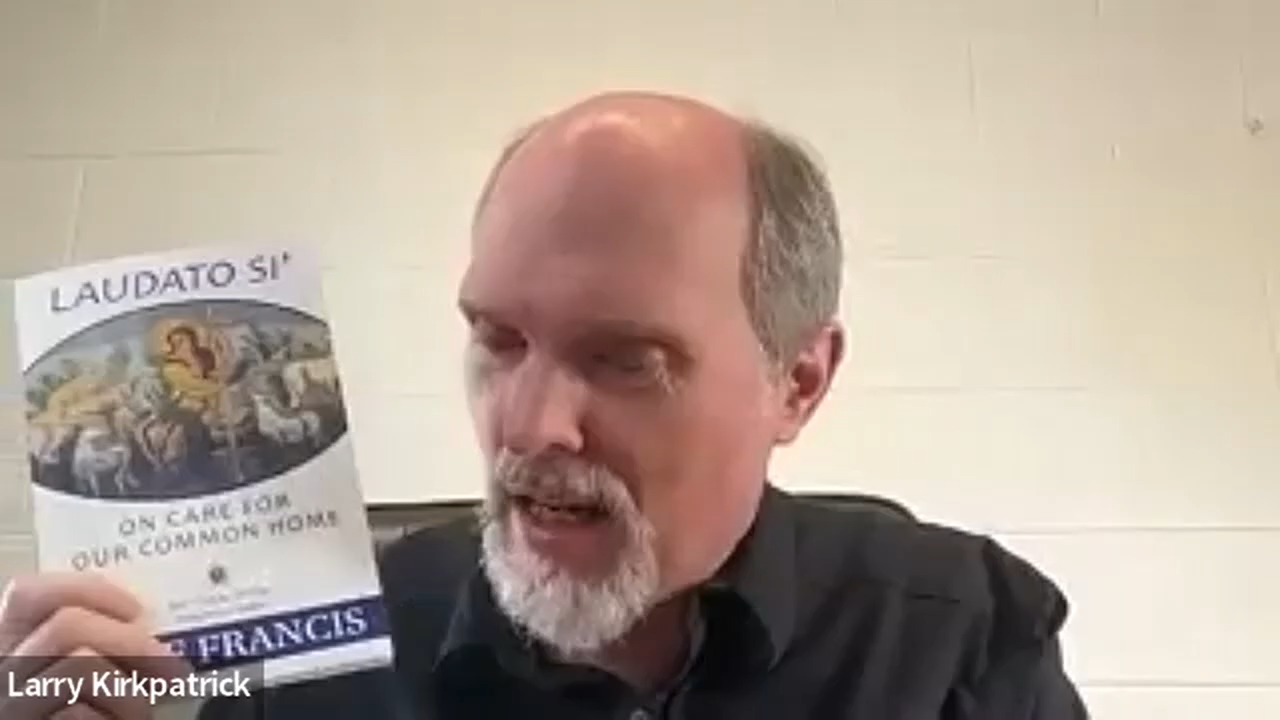 LAUDATO SI'
ON CARE FOR
OUR COMMON HOME
E FRANCIS
Larry Kirkpatrick